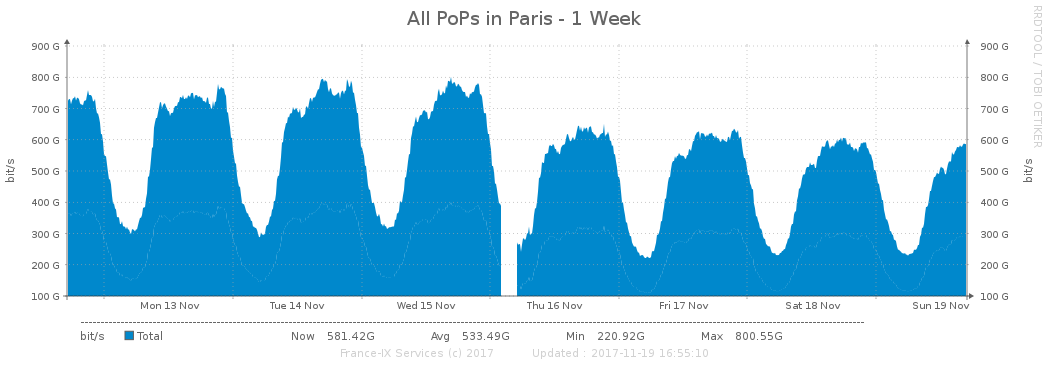 All PoPs in Paris - 1 Week
RRDTOOL / TOBI OETIKER
bit/s
900 G
800 G
700 G
600 G
500 G
400 G
300 G
200 G
100 G
900 G
800 G
700 G
600 G
500 G
400 G
300 G
200 G
100 G
bit/s
Mon 13 Nov Tue 14 Nov Wed 15 Nov Thu 16 Nov Fri 17 Nov Sat 18 Nov Sun 19 Nov
bit/s Total Now 581.42G Avg 533.49G Min 220.92G Max 800.55G
France-IX Services (c) 2017 Updated : 2017-11-19 16:55:10